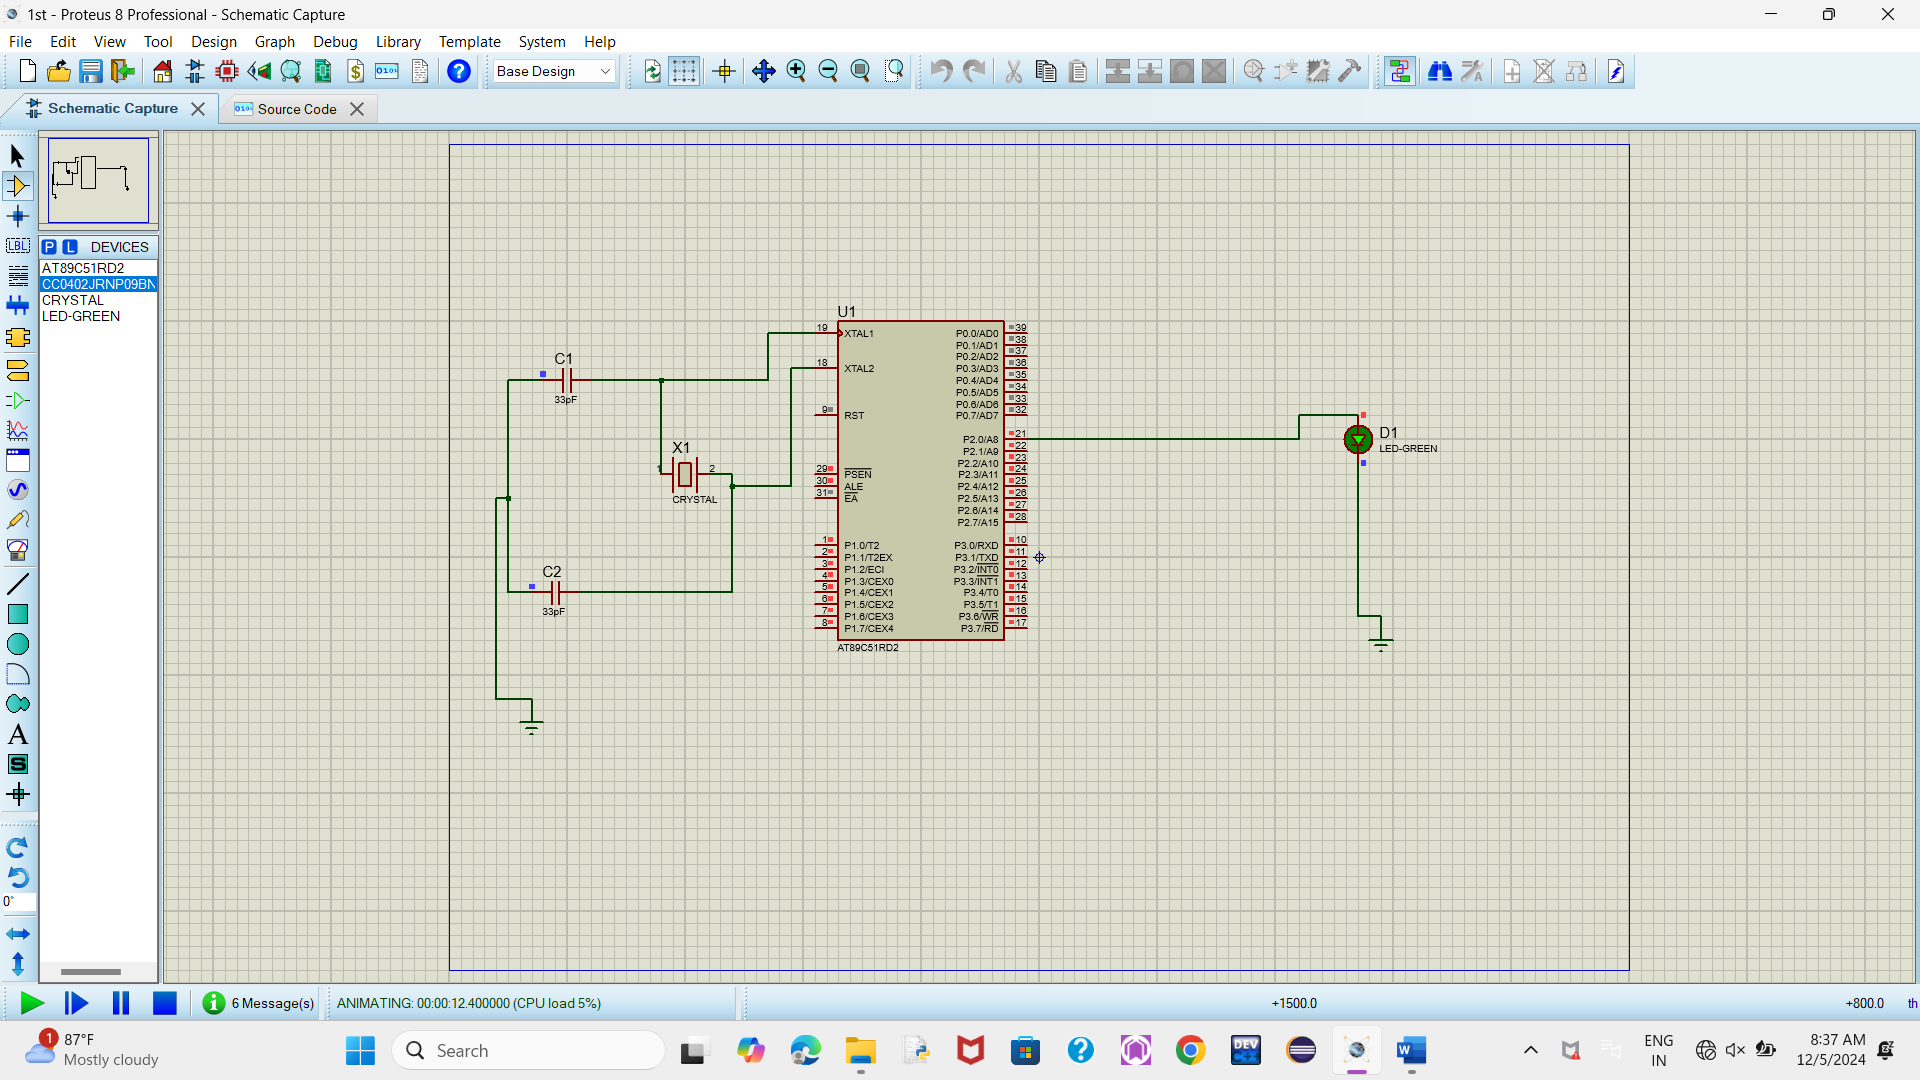 1st - Proteus 8 Professional - Schematic Capture
File Edit View Tool Design Graph Debug Library Template System Help
Base Design
Schematic Capture
Source Code
P L DEVICES
AT89C51RD2
CC0402JRNP09BN
CRYSTAL
LED-GREEN
LBL
A
S
0°
U1
19 XTAL1 P0.0/AD0 39
P0.1/AD1 38
P0.2/AD2 37
18 XTAL2 P0.3/AD3 36
P0.4/AD4 35
P0.5/AD5 34
P0.6/AD6 33
9 RST P0.7/AD7 32
P2.0/A8 21
P2.1/A9 22
P2.2/A10 23
29 PSEN P2.3/A11 24
30 ALE P2.4/A12 25
31 EA P2.5/A13 26
P2.6/A14 27
P2.7/A15 28
1 P1.0/T2 P3.0/RXD 10
2 P1.1/T2EX P3.1/TXD 11
3 P1.2/ECI P3.2/INT0 12
4 P1.3/CEX0 P3.3/INT1 13
5 P1.4/CEX1 P3.4/T0 14
6 P1.5/CEX2 P3.5/T1 15
7 P1.6/CEX3 P3.6/WR 16
8 P1.7/CEX4 P3.7/RD 17
AT89C51RD2
C1
33pF
X1
1 2
CRYSTAL
C2
33pF
D1
LED-GREEN
6 Message(s)
ANIMATING: 00:00:12.400000 (CPU load 5%)
+1500.0
+800.0 th
1
87°F
Mostly cloudy
Search
DEV
ENG
IN
8:37 AM
12/5/2024